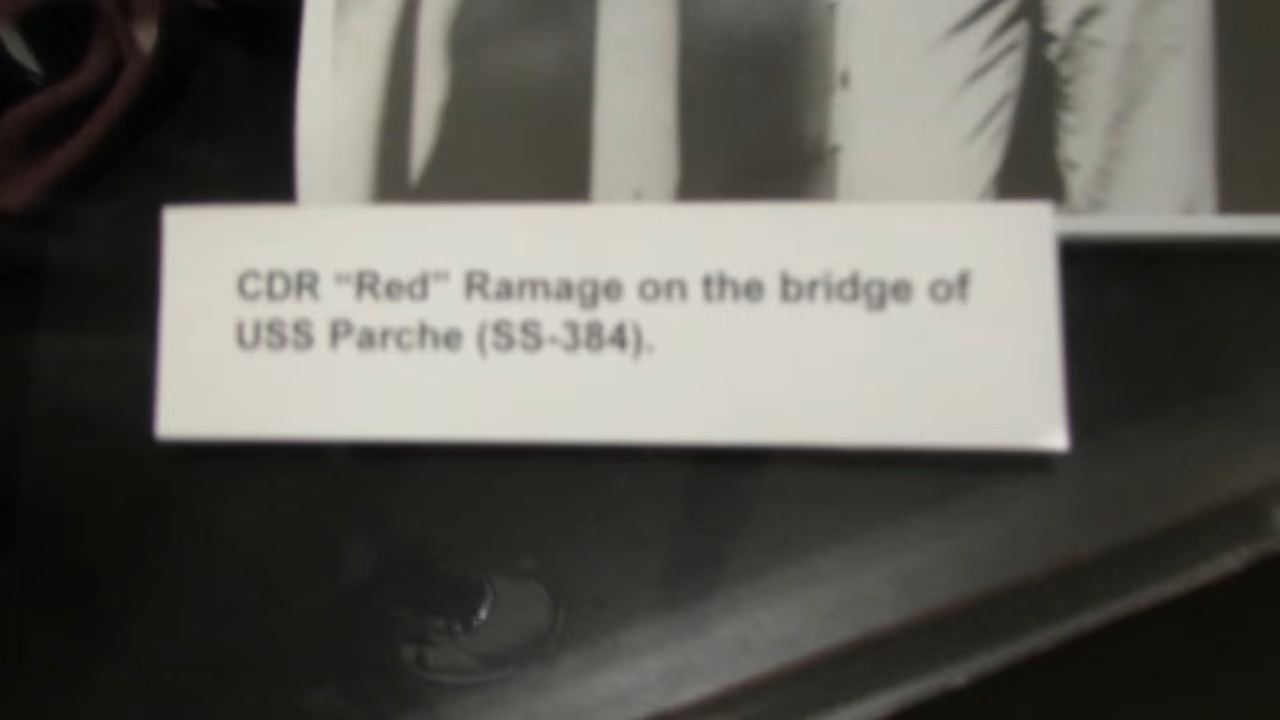 CDR “Red” Ramage on the bridge of
USS Parche (SS-384).